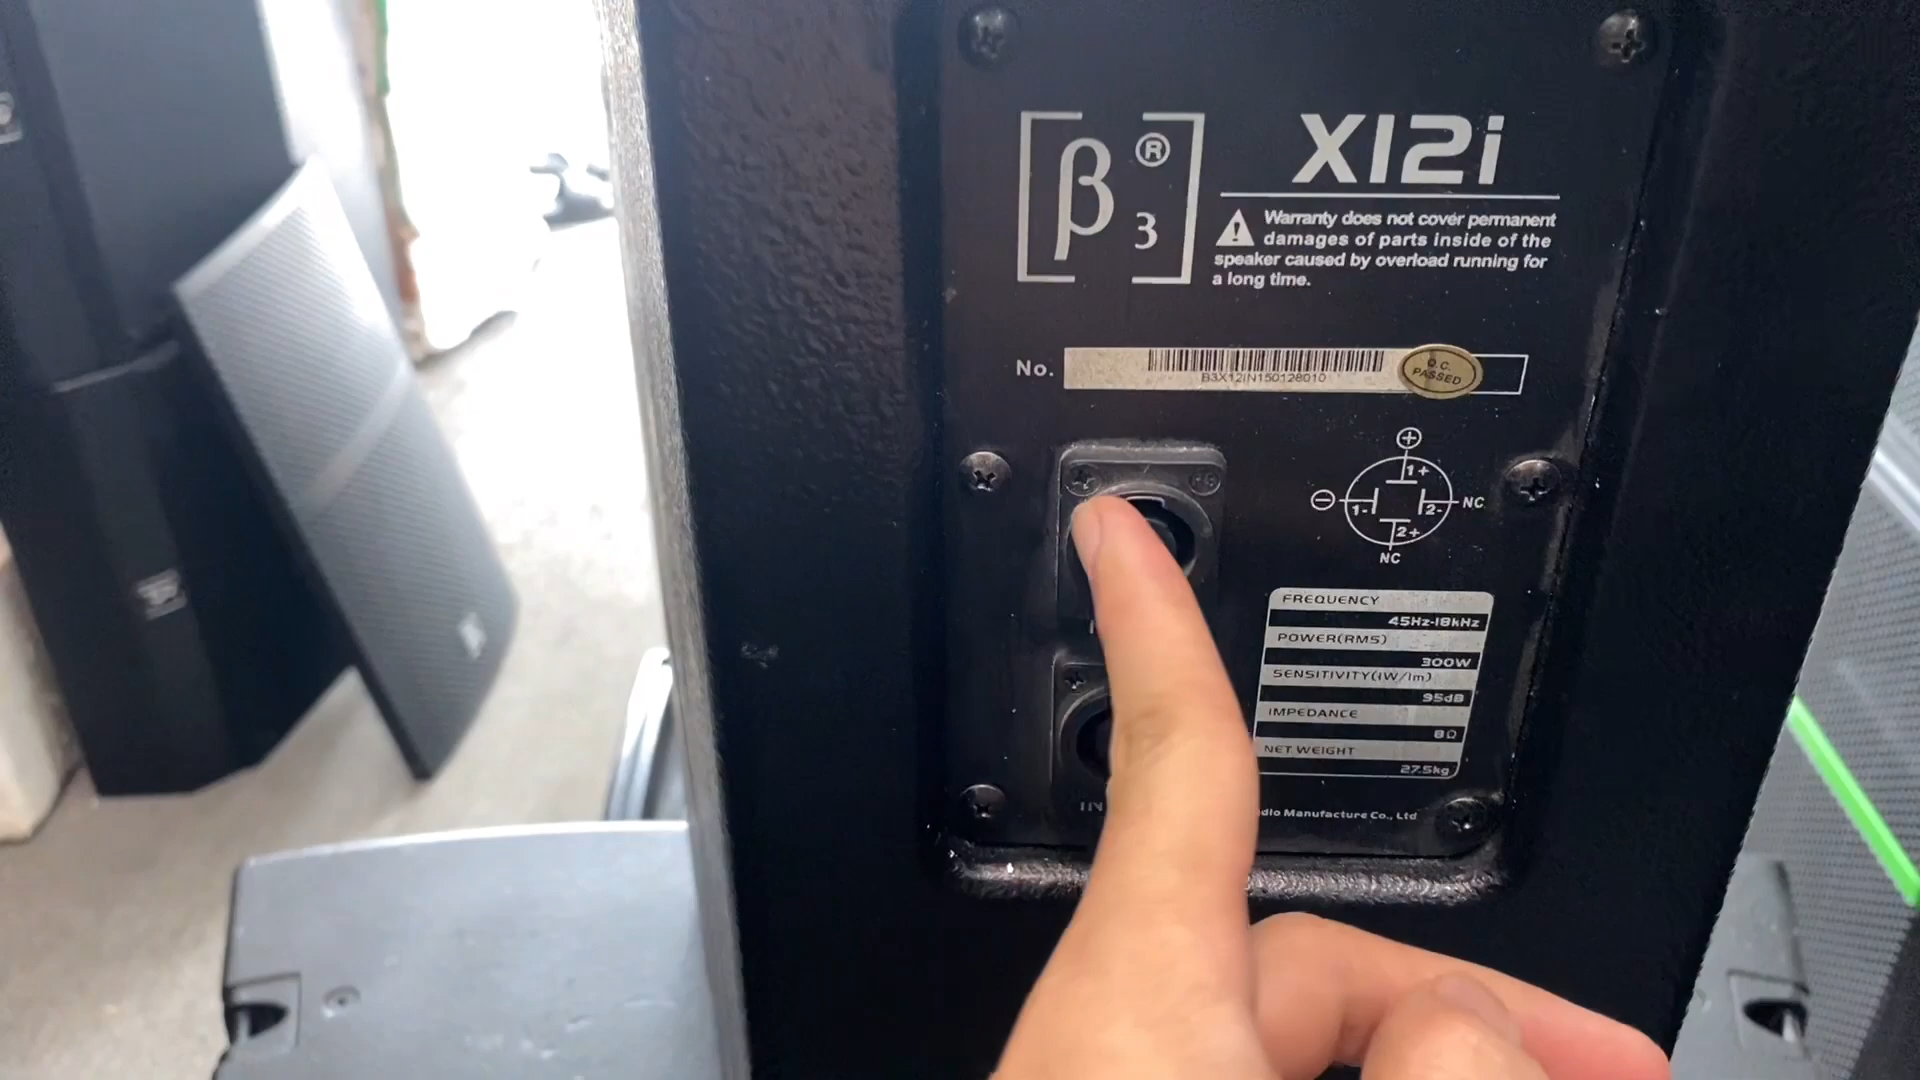 β ® 3
X12i
Warranty does not cover permanent
damages of parts inside of the
speaker caused by overload running for
a long time.
No.
B3X12IN150128010
Q.C.
PASSED
1+
1-
2-
NC
2+
NC
FREQUENCY
45Hz-18kHz
POWER(RMS)
300W
SENSITIVITY(1W/1m)
95dB
IMPEDANCE
8Ω
NET WEIGHT
27.5kg
Manufacture Co., Ltd